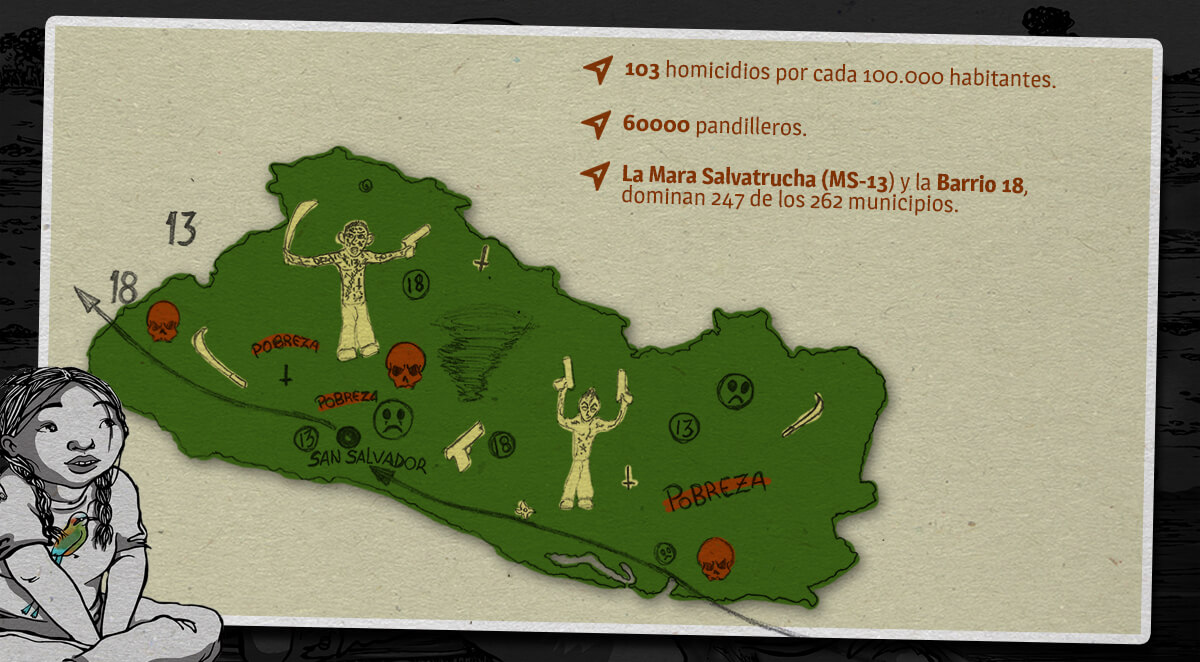 103 homicidios por cada 100.000 habitantes.
60000 pandilleros.
La Mara Salvatrucha (MS-13) y la Barrio 18,
dominan 247 de los 262 municipios.
13
18
18
POBREZA
POBREZA
13
SAN SALVADOR
18
13
POBREZA